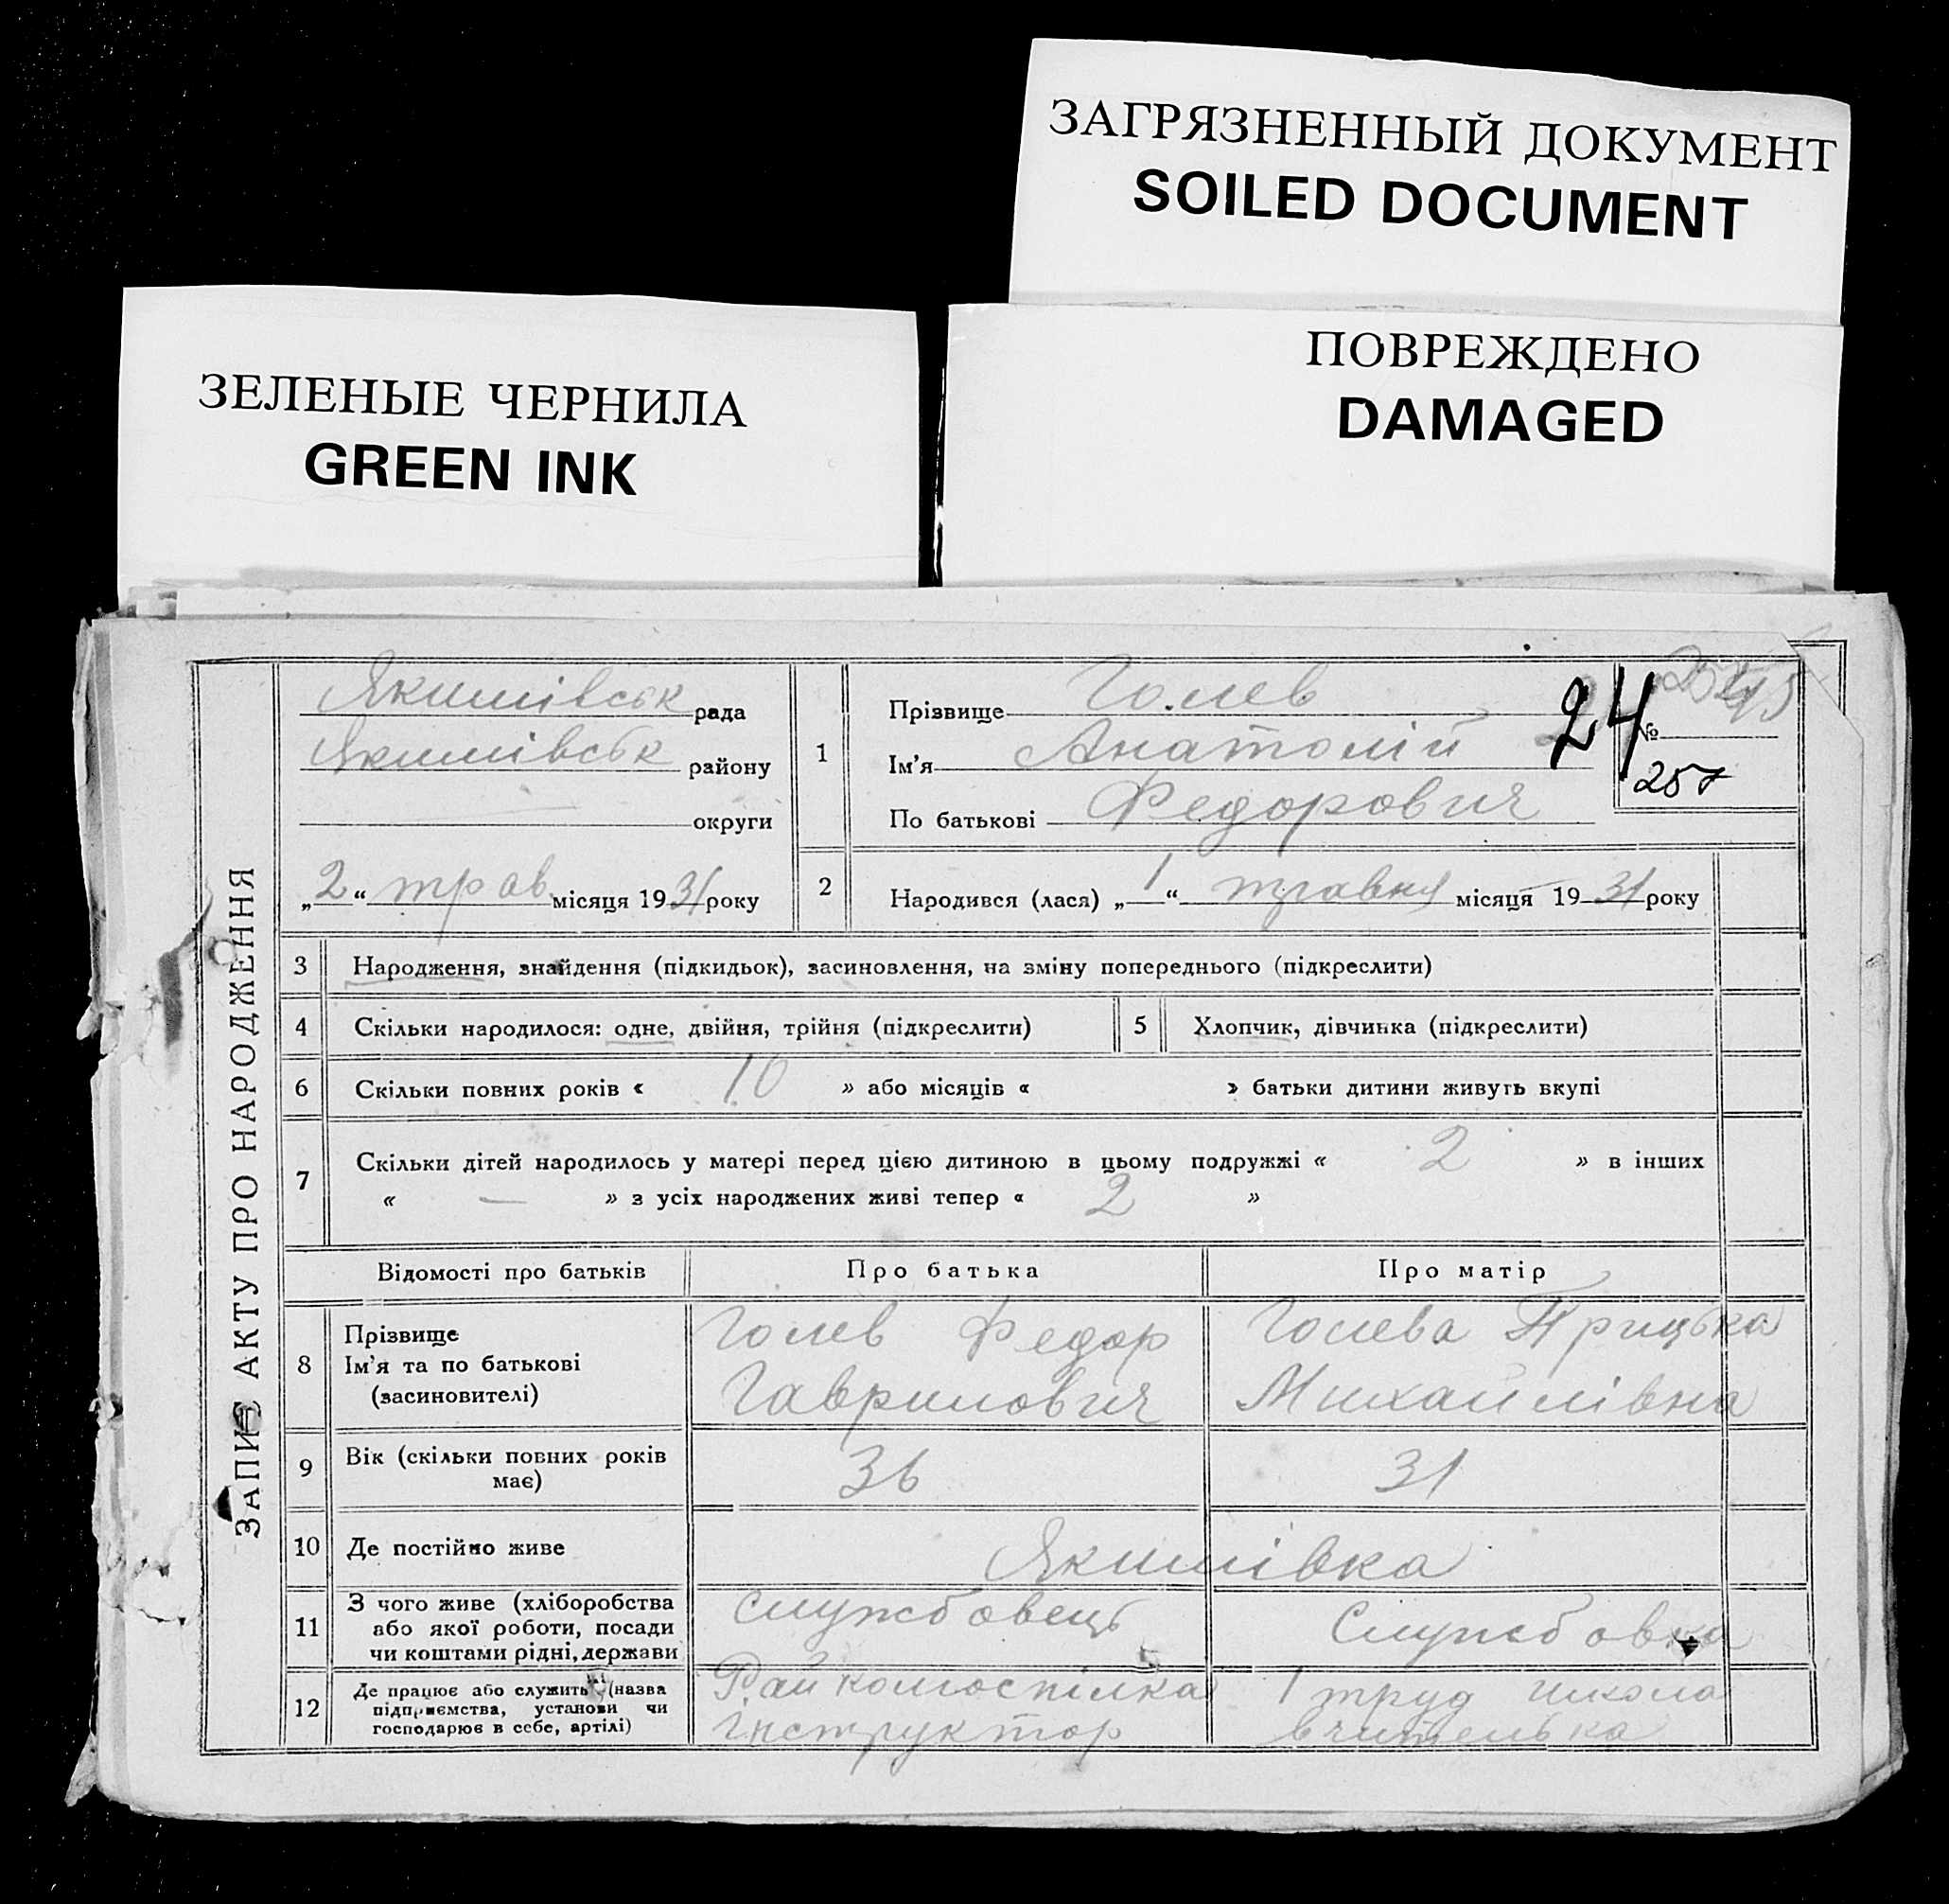 ЗАГРЯЗНЕННЫЙ ДОКУМЕНТ
SOILED DOCUMENT
ЗЕЛЕНЫЕ ЧЕРНИЛА
GREEN INK
ПОВРЕЖДЕНО
DAMAGED
ЗАПИС АКТУ ПРО НАРОДЖЕННЯ
Якимівськ рада
Якимівськ району
округи
„2“ трав місяця 1931 року
1
Прізвище Голев
Ім'я Анатолій
По батькові Федорович
24
№
257
2 Народився (лася) „1“ травня місяця 1931 року
3 Народження, знайдення (підкидьок), засиновлення, на зміну попереднього (підкреслити)
4 Скільки народилося: одне, двійня, трійня (підкреслити) 5 Хлопчик, дівчинка (підкреслити)
6 Скільки повних років « 10 » або місяців « » батьки дитини живуть вкупі
7 Скільки дітей народилось у матері перед цією дитиною в цьому подружжі « 2 » в інших
« — » з усіх народжених живі тепер « 2 »
Відомості про батьків Про батька Про матір
8 Прізвище
Ім'я та по батькові
(засиновителі)
Голев Федор
Гаврилович
Голева
Михайлівна
9 Вік (скільки повних років
має)
36 31
10 Де постійно живе Якимівка
11 З чого живе (хліборобства
або якої роботи, посади
чи коштами рідні, держави
Службовець Службовка
12 Де працює або служить (назва
підприємства, установи чи
господарює в себе, артілі)
Райколгоспілка
Інструктор
1 труд школа
вчителька